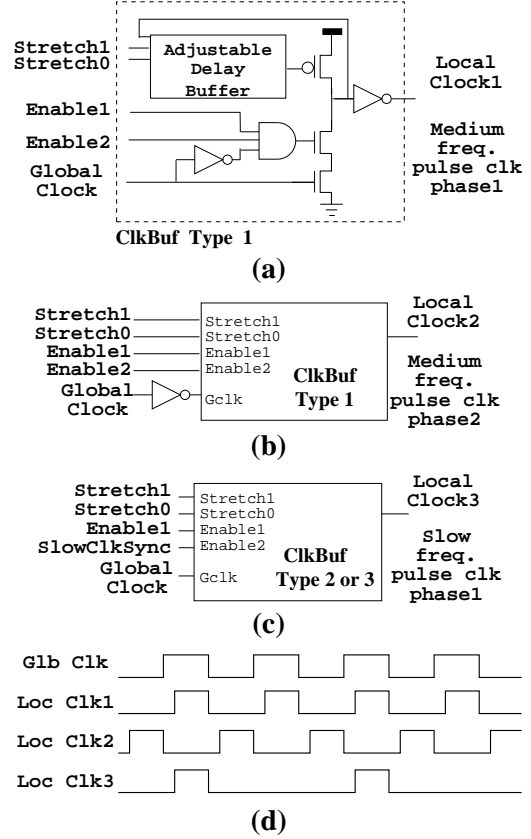 Stretch1
Stretch0
Adjustable
Delay
Buffer
Local
Clock1
Enable1
Enable2
Global
Clock
Medium
freq.
pulse clk
phase1
ClkBuf Type 1
(a)
Stretch1
Stretch0
Enable1
Enable2
Global
Clock
Stretch1
Stretch0
Enable1
Enable2
Gclk
ClkBuf
Type 1
Local
Clock2
Medium
freq.
pulse clk
phase2
(b)
Stretch1
Stretch0
Enable1
SlowClkSync
Global
Clock
Stretch1
Stretch0
Enable1
Enable2
Gclk
ClkBuf
Type 2 or 3
Local
Clock3
Slow
freq.
pulse clk
phase1
(c)
Glb Clk
Loc Clk1
Loc Clk2
Loc Clk3
(d)